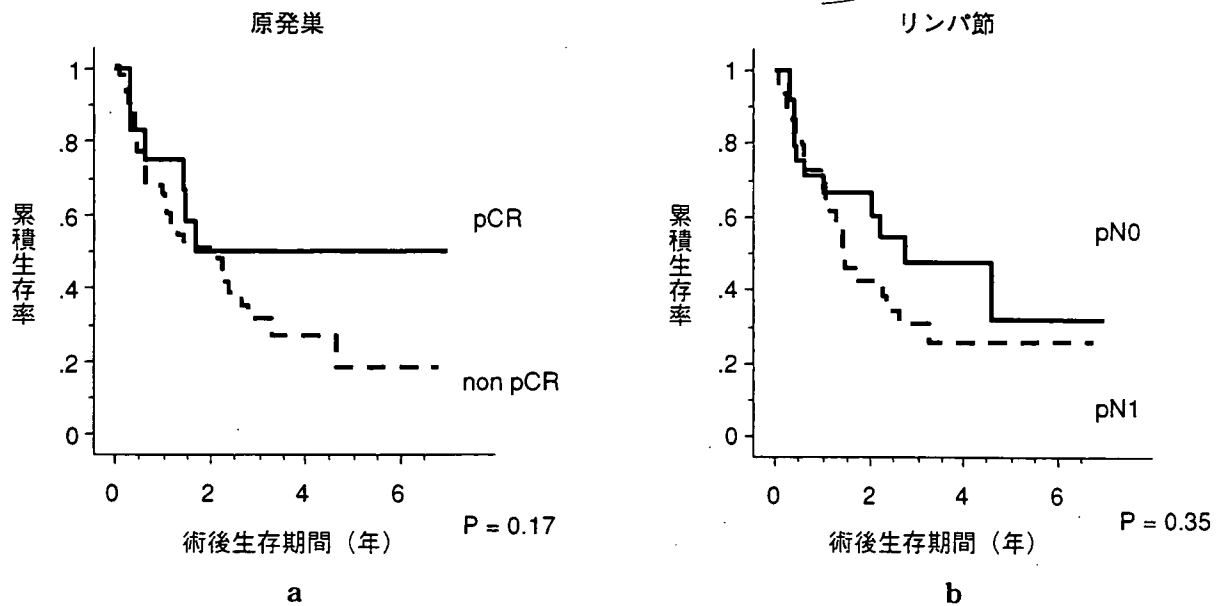 原発巣
1
.8
.6
.4
.2
0
累積生存率
pCR
non pCR
0 2 4 6
P = 0.17
術後生存期間（年）
a
リンパ節
1
.8
.6
.4
.2
0
累積生存率
pN0
pN1
0 2 4 6
P = 0.35
術後生存期間（年）
b